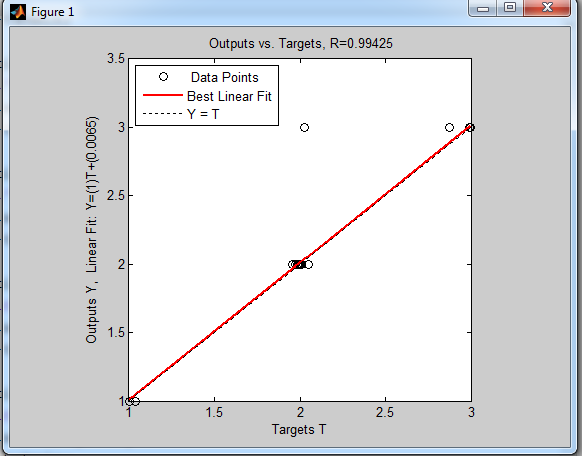 Figure 1
Outputs vs. Targets, R=0.99425
Data Points
Best Linear Fit
Y = T
Outputs Y, Linear Fit: Y=(1)T+(0.0065)
3.5
3
2.5
2
1.5
1
1 1.5 2 2.5 3
Targets T